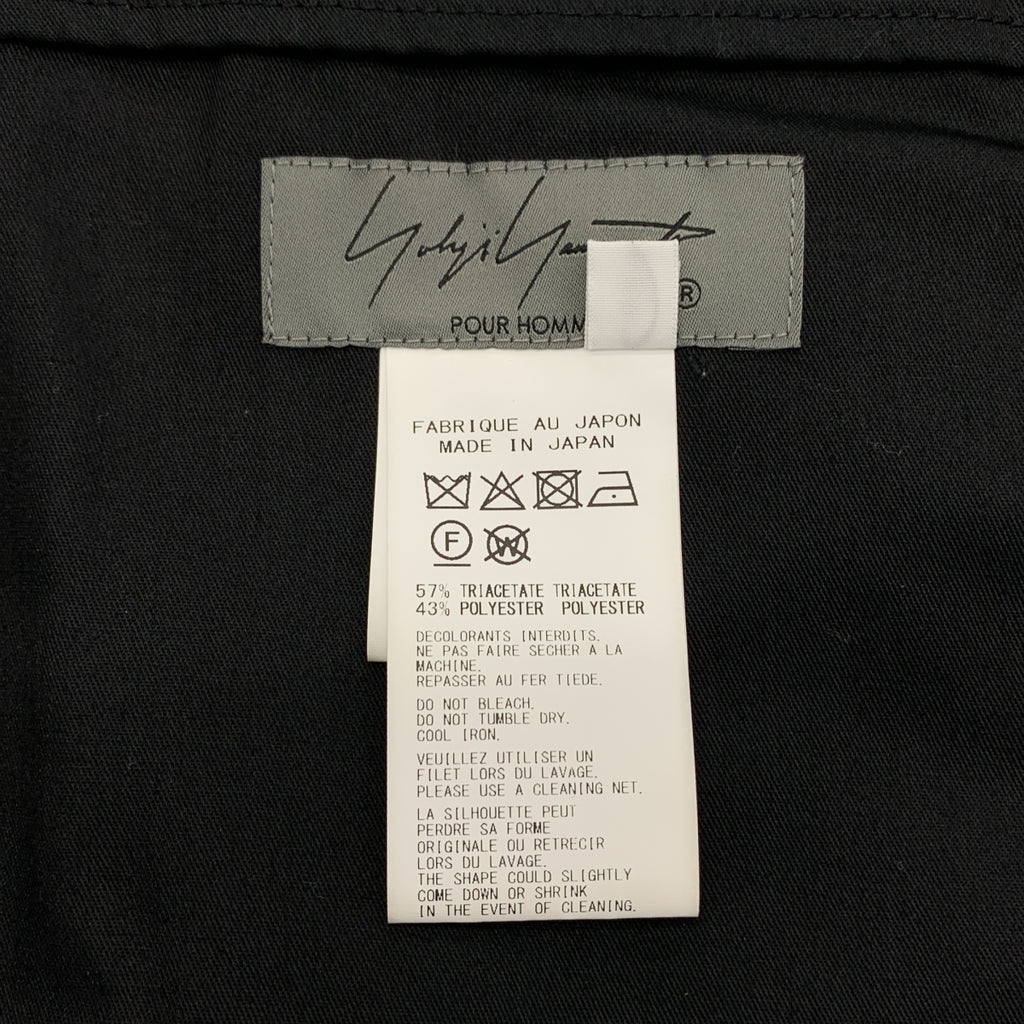 Yohji
®
POUR HOMM
FABRIQUE AU JAPON
MADE IN JAPAN
F
W
57% TRIACETATE TRIACETATE
43% POLYESTER POLYESTER
DECOLORANTS INTERDITS.
NE PAS FAIRE SECHER A LA
MACHINE.
REPASSER AU FER TIEDE.
DO NOT BLEACH.
DO NOT TUMBLE DRY.
COOL IRON.
VEUILLEZ UTILISER UN
FILET LORS DU LAVAGE.
PLEASE USE A CLEANING NET.
LA SILHOUETTE PEUT
PERDRE SA FORME
ORIGINALE OU RETRECIR
LORS DU LAVAGE.
THE SHAPE COULD SLIGHTLY
COME DOWN OR SHRINK
IN THE EVENT OF CLEANING.